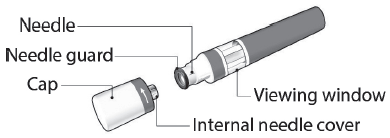 Needle
Needle guard
Cap
Viewing window
Internal needle cover